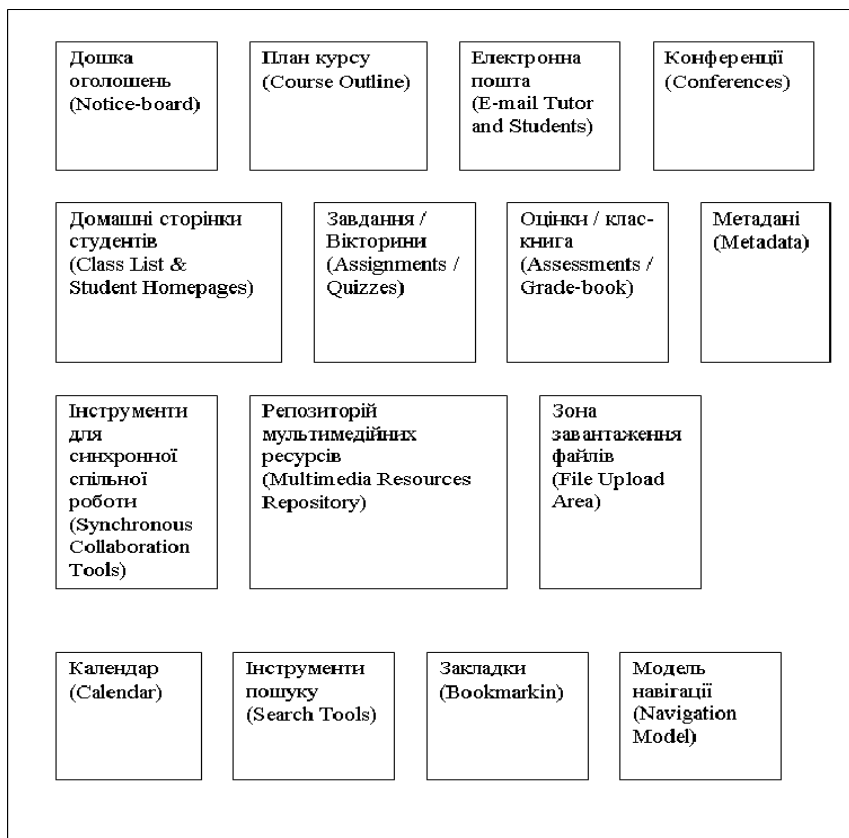 Дошка
оголошень
(Notice-board)
План курсу
(Course Outline)
Електронна
пошта
(E-mail Tutor
and Students)
Конференції
(Conferences)
Домашні сторінки
студентів
(Class List &
Student Homepages)
Завдання /
Вікторини
(Assignments /
Quizzes)
Оцінки / клас-
книга
(Assessments /
Grade-book)
Метадані
(Metadata)
Інструменти
для
синхронної
спільної
роботи
(Synchronous
Collaboration
Tools)
Репозиторій
мультимедійних
ресурсів
(Multimedia Resources
Repository)
Зона
завантаження
файлів
(File Upload
Area)
Календар
(Calendar)
Інструменти
пошуку
(Search Tools)
Закладки
(Bookmarkin)
Модель
навігації
(Navigation
Model)